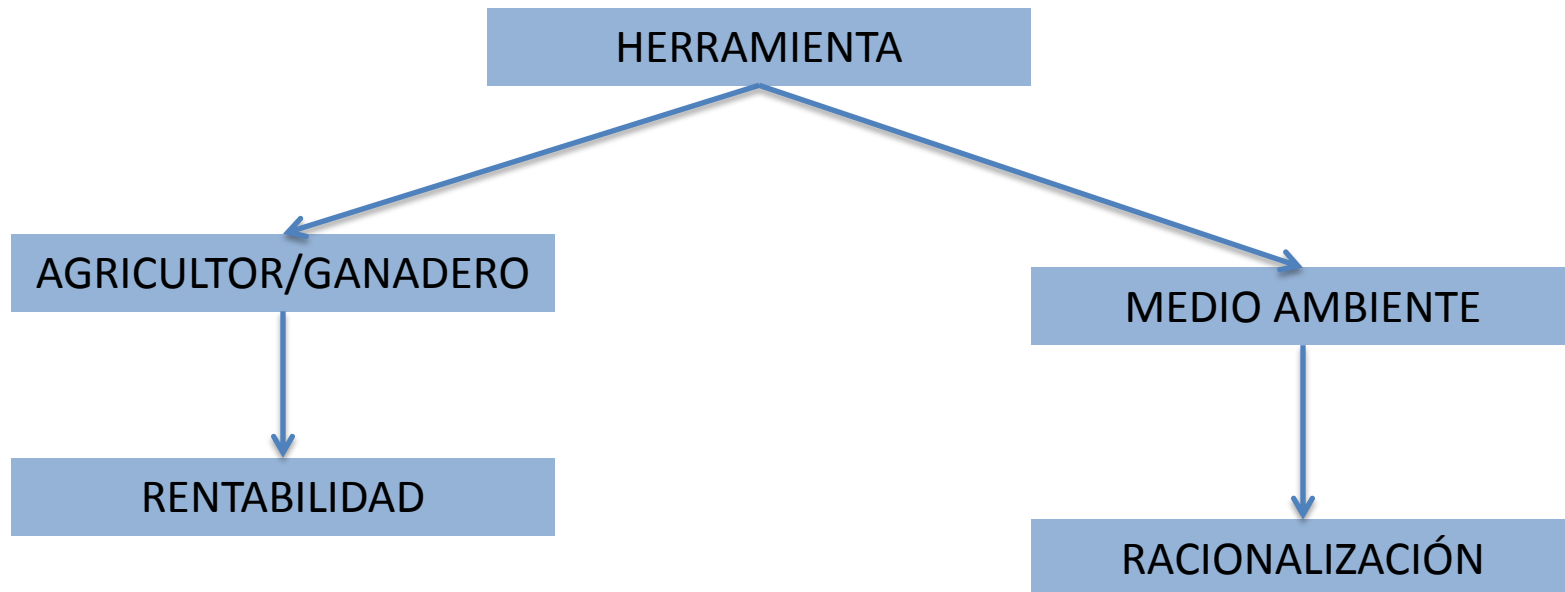 HERRAMIENTA
AGRICULTOR/GANADERO
MEDIO AMBIENTE
RENTABILIDAD
RACIONALIZACIÓN